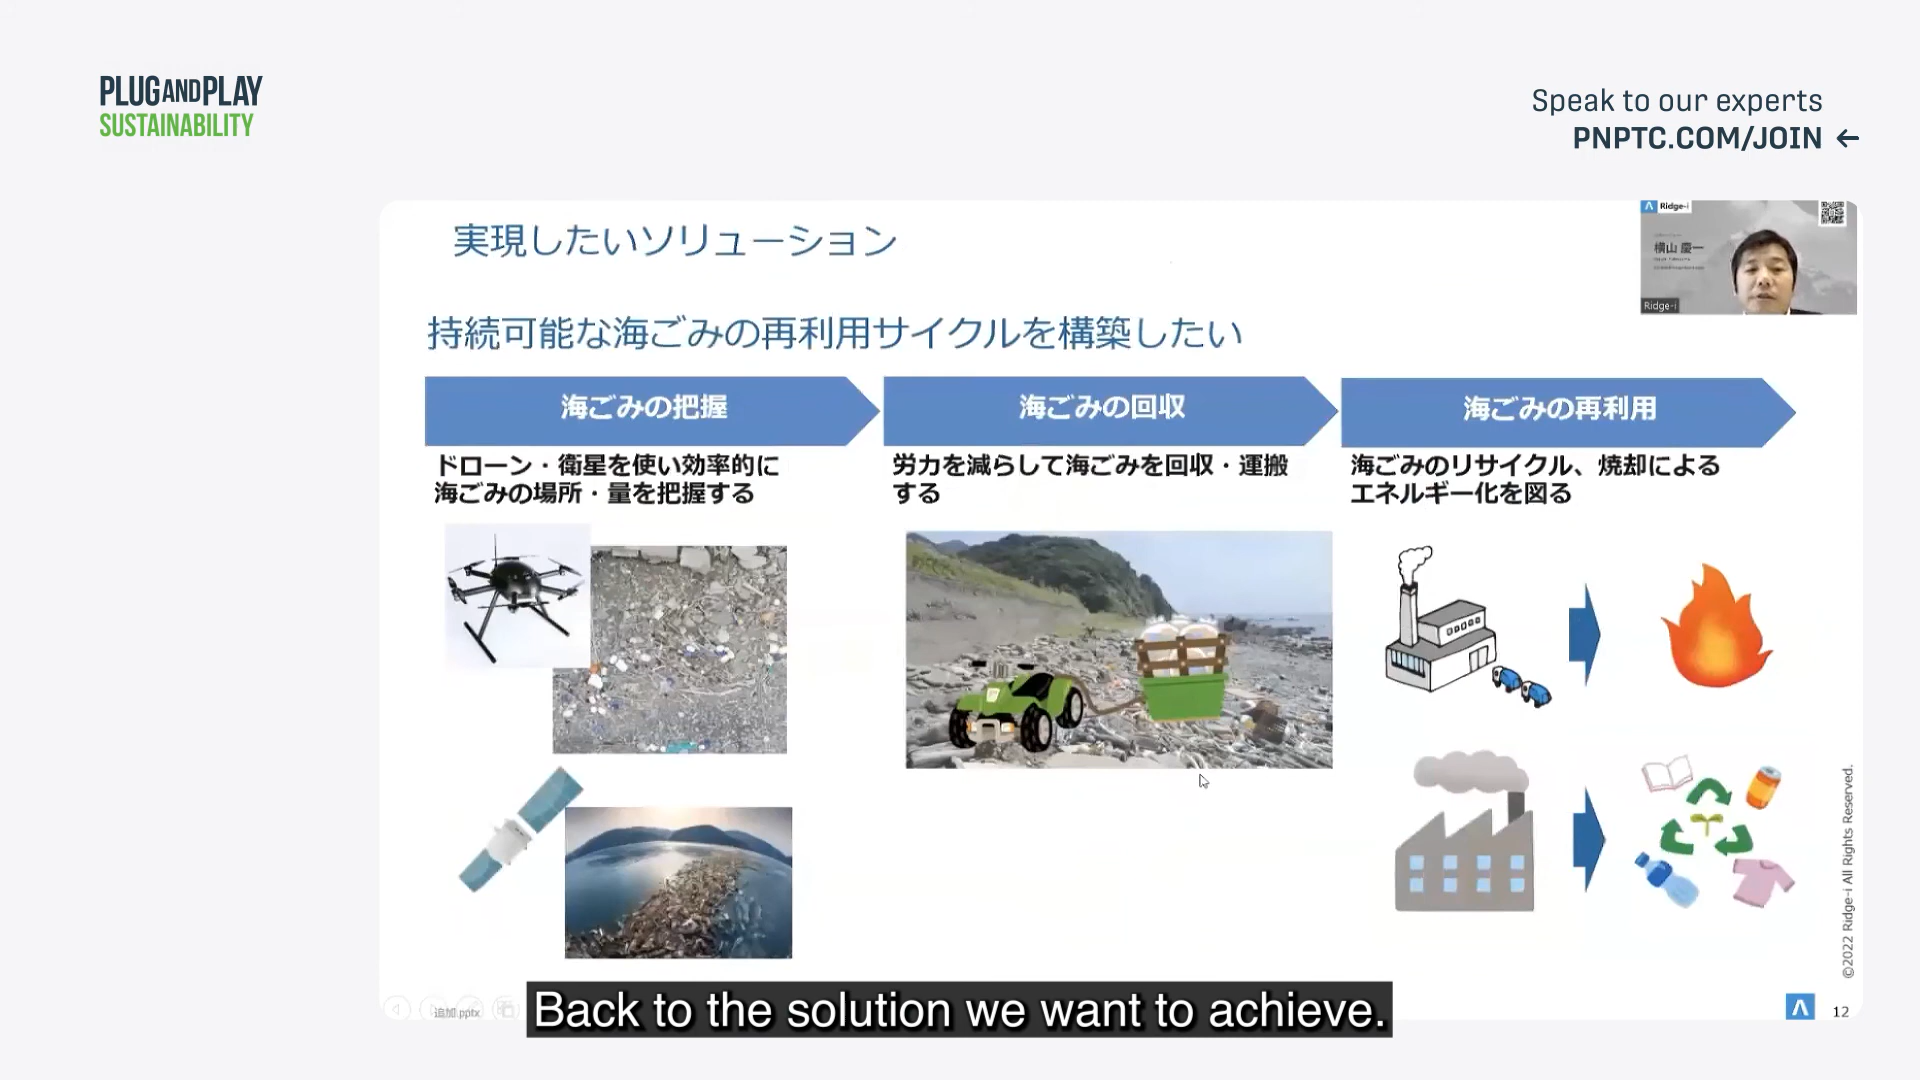 PLUGANDPLAY
SUSTAINABILITY
Speak to our experts
PNPTC.COM/JOIN ←
実現したいソリューション
Ridge-i
横山 慶一
Ridge-i
持続可能な海ごみの再利用サイクルを構築したい
海ごみの把握
海ごみの回収
海ごみの再利用
ドローン・衛星を使い効率的に
海ごみの場所・量を把握する
労力を減らして海ごみを回収・運搬
する
海ごみのリサイクル、焼却による
エネルギー化を図る
©2022 Ridge-i All Rights Reserved.
追加.pptx
Back to the solution we want to achieve.
12